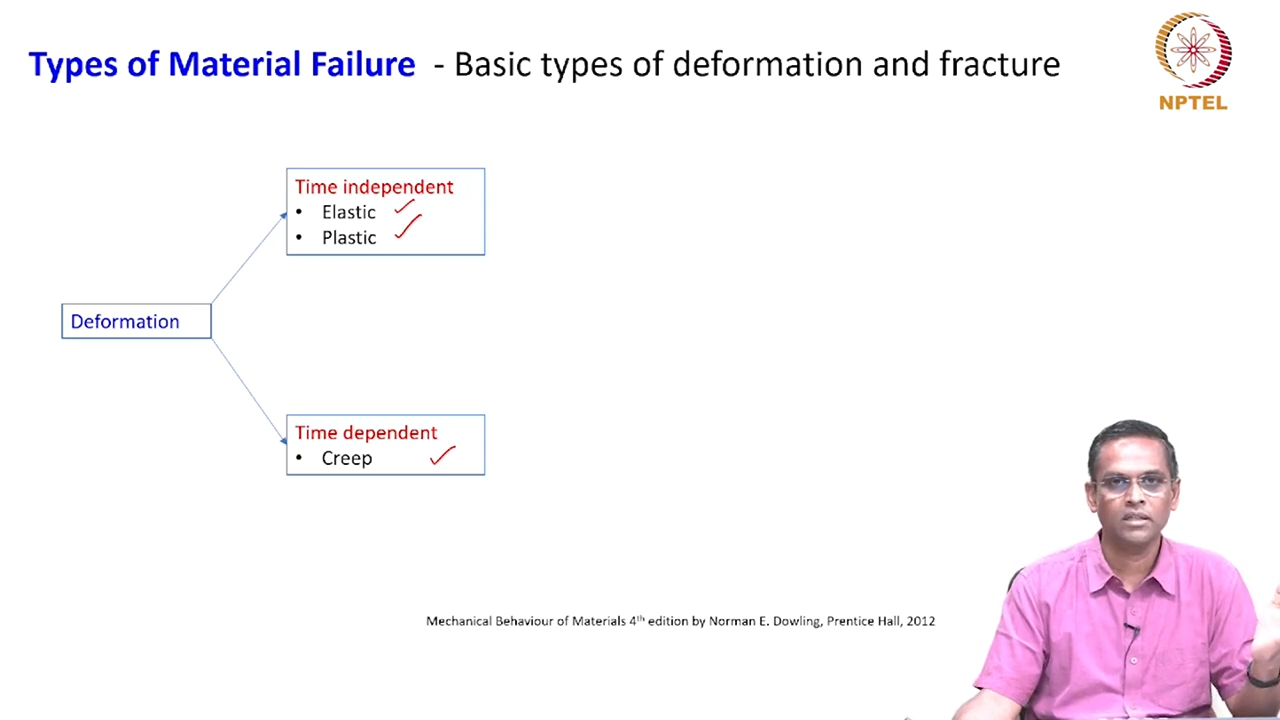 Types of Material Failure - Basic types of deformation and fracture
NPTEL
Time independent
• Elastic
• Plastic
Deformation
Time dependent
• Creep
Mechanical Behaviour of Materials 4th edition by Norman E. Dowling, Prentice Hall, 2012